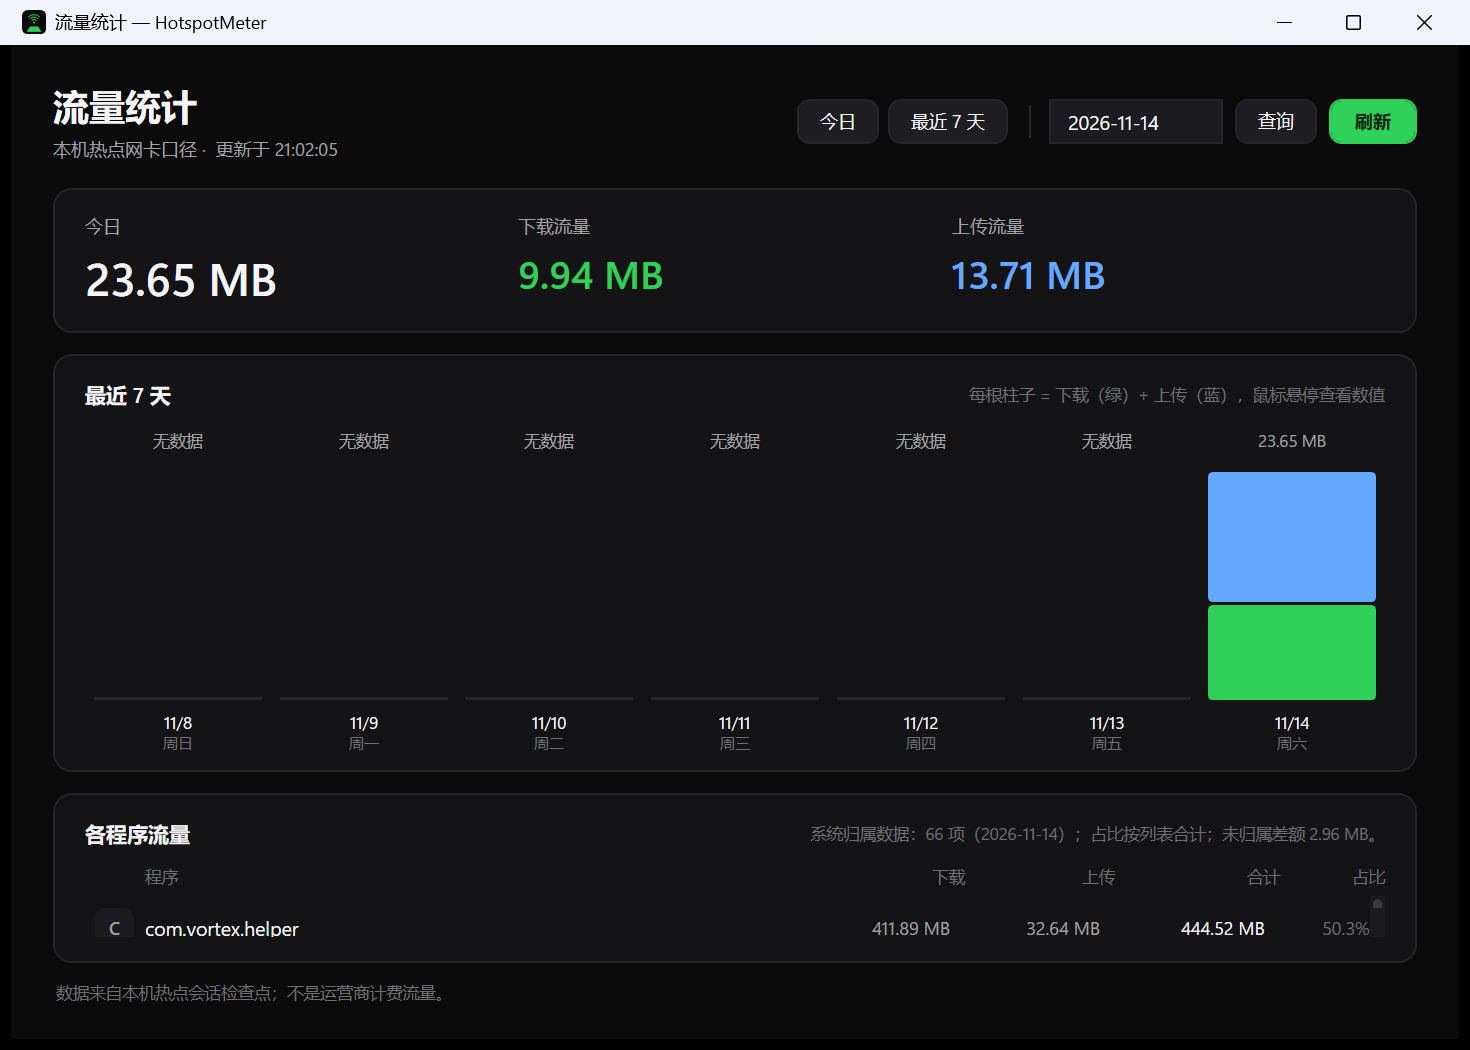 流量统计 — HotspotMeter
流量统计
本机热点网卡口径 · 更新于 21:02:05
今日
最近 7 天
2026-11-14
查询
刷新
今日
下载流量
上传流量
23.65 MB
9.94 MB
13.71 MB
最近 7 天
每根柱子 = 下载（绿）+ 上传（蓝），鼠标悬停查看数值
无数据
无数据
无数据
无数据
无数据
无数据
23.65 MB
11/8
11/9
11/10
11/11
11/12
11/13
11/14
周日
周一
周二
周三
周四
周五
周六
各程序流量
系统归属数据：66 项（2026-11-14）；占比按列表合计；未归属差额 2.96 MB。
程序
下载
上传
合计
占比
C
com.vortex.helper
411.89 MB
32.64 MB
444.52 MB
50.3%
数据来自本机热点会话检查点；不是运营商计费流量。